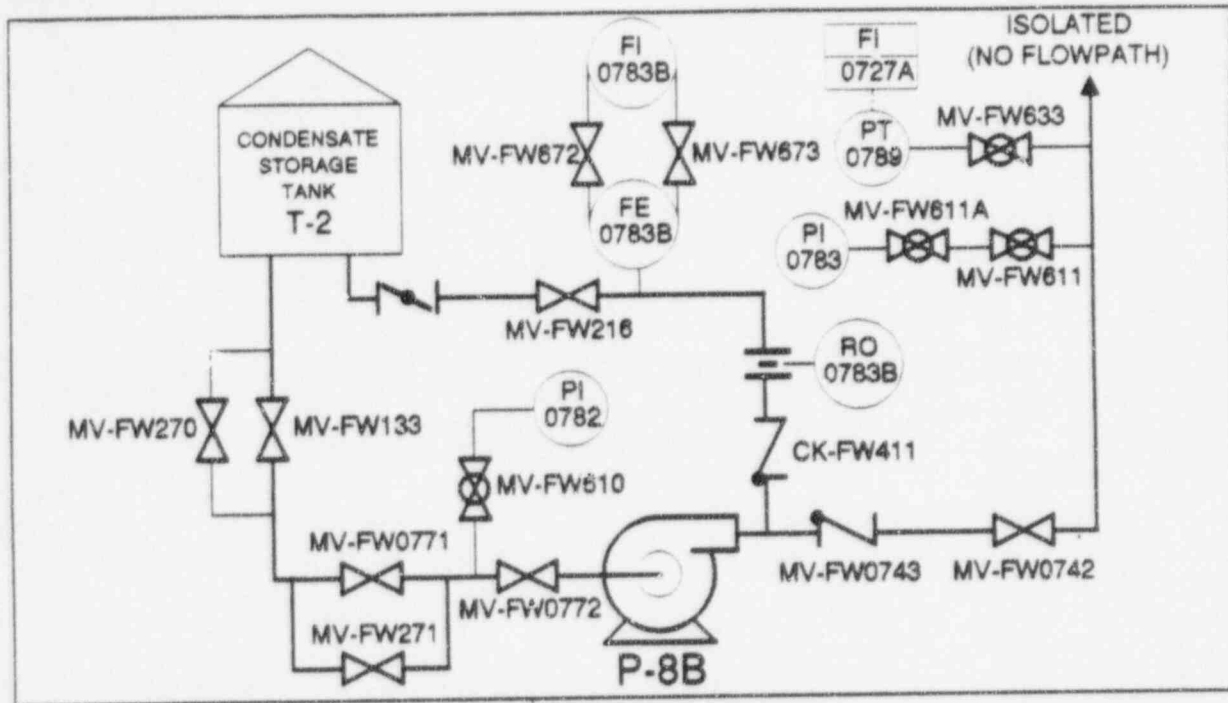 ISOLATED
(NO FLOWPATH)
FI
0783B
FI
0727A
MV-FW633
PT
0789
CONDENSATE
STORAGE
TANK
T-2
MV-FW672
MV-FW673
FE
0783B
MV-FW611A
PI
0783
MV-FW611
MV-FW216
RO
0783B
PI
0782
MV-FW270
MV-FW133
CK-FW411
MV-FW610
MV-FW0771
MV-FW0772
MV-FW0743
MV-FW0742
MV-FW271
P-8B